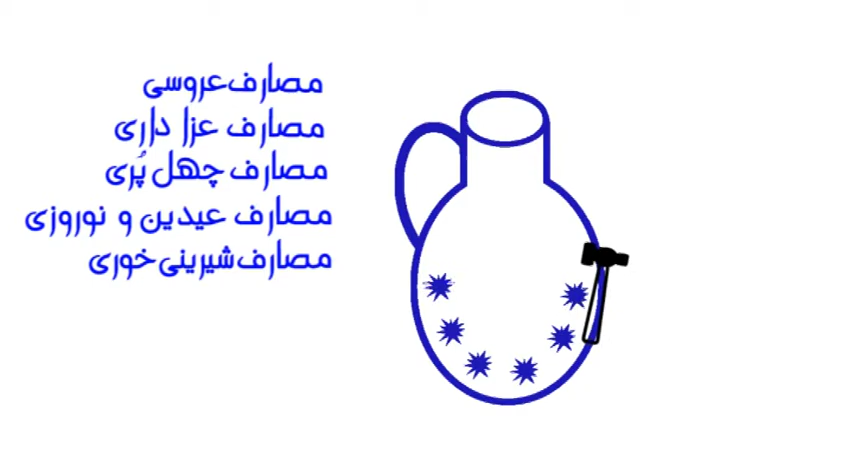 مصارف عروسی
مصارف عزا داری
مصارف چهل پُری
مصارف عیدین و نوروزی
مصارف شیرینی خوری